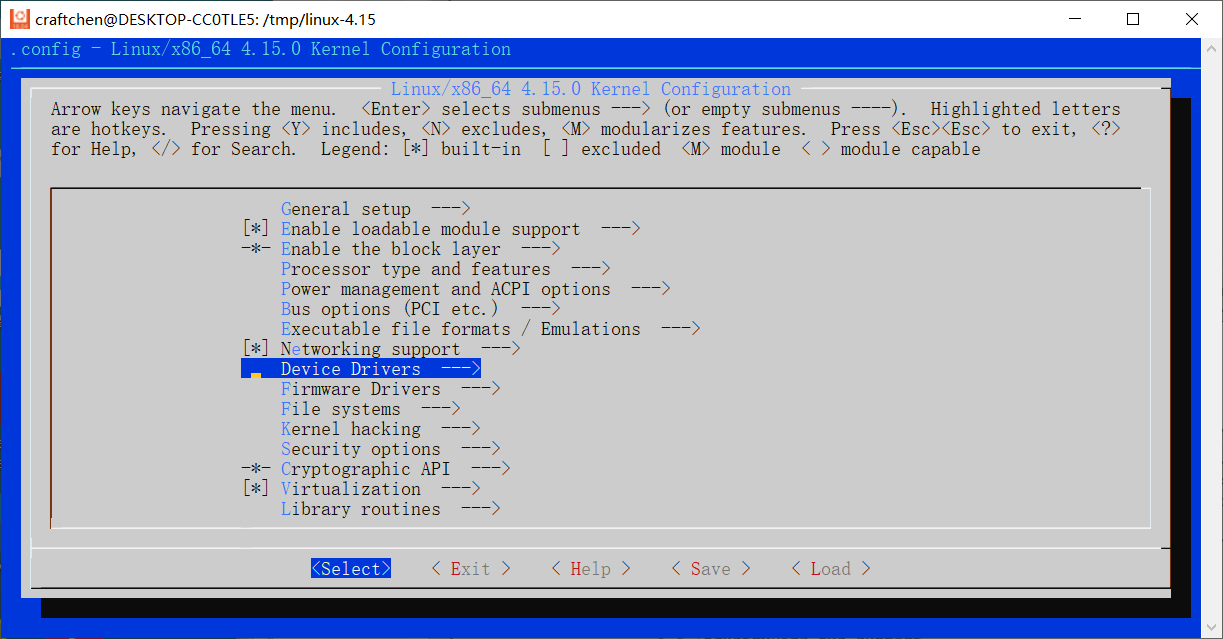 craftchen@DESKTOP-CC0TLE5: /tmp/linux-4.15
.config - Linux/x86_64 4.15.0 Kernel Configuration
Linux/x86_64 4.15.0 Kernel Configuration
Arrow keys navigate the menu.  <Enter> selects submenus ---> (or empty submenus ----).  Highlighted letters
are hotkeys.  Pressing <Y> includes, <N> excludes, <M> modularizes features.  Press <Esc><Esc> to exit, <?>
for Help, </> for Search.  Legend: [*] built-in  [ ] excluded  <M> module  < > module capable
General setup  --->
[*] Enable loadable module support  --->
-*- Enable the block layer  --->
Processor type and features  --->
Power management and ACPI options  --->
Bus options (PCI etc.)  --->
Executable file formats / Emulations  --->
[*] Networking support  --->
Device Drivers  --->
Firmware Drivers  --->
File systems  --->
Kernel hacking  --->
Security options  --->
-*- Cryptographic API  --->
[*] Virtualization  --->
Library routines  --->
<Select>    < Exit >    < Help >    < Save >    < Load >